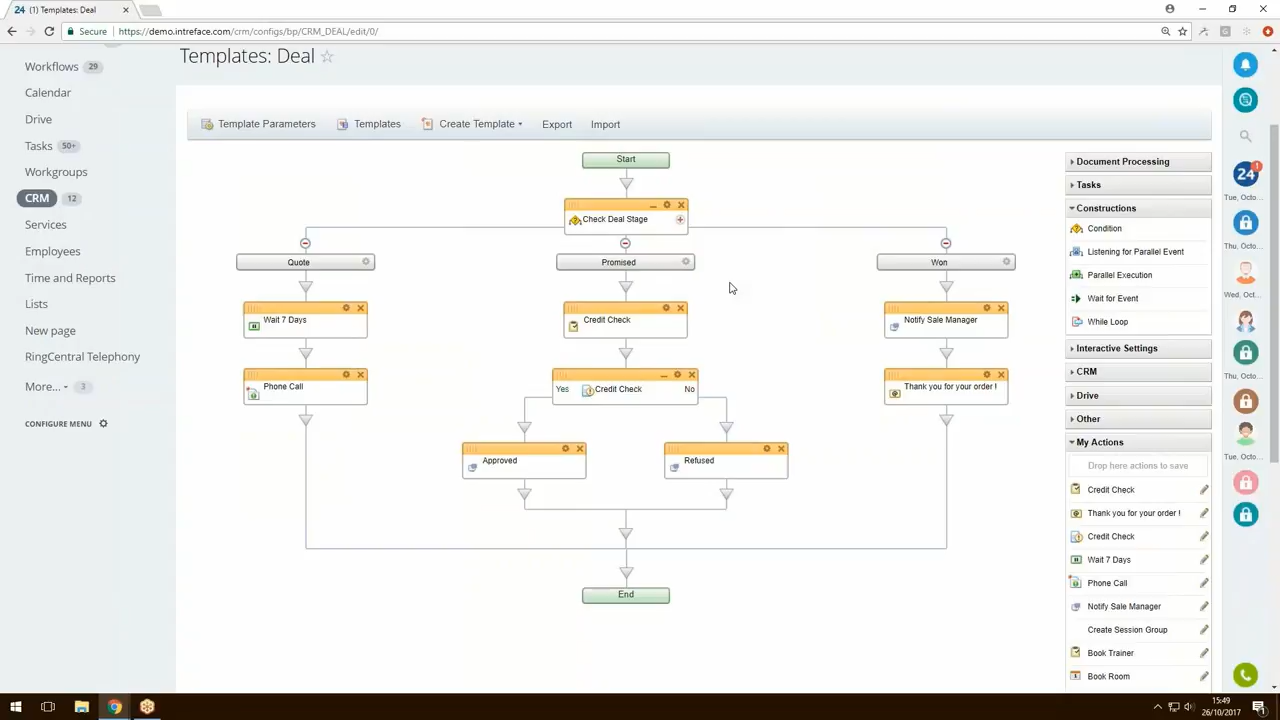 24 (1) Templates: Deal
Secure https://demo.intreface.com/crm/configs/bp/CRM_DEAL/edit/0/
Workflows 29
Calendar
Drive
Tasks 50+
Workgroups
CRM 12
Services
Employees
Time and Reports
Lists
New page
RingCentral Telephony
More... 3
CONFIGURE MENU
Templates: Deal
Template Parameters Templates Create Template Export Import
Start
Check Deal Stage
Quote Promised Won
Wait 7 Days Credit Check Notify Sale Manager
Phone Call Yes Credit Check No Thank you for your order !
Approved Refused
End
Document Processing
Tasks
Constructions
Condition
Listening for Parallel Event
Parallel Execution
Wait for Event
While Loop
Interactive Settings
CRM
Drive
Other
My Actions
Drop here actions to save
Credit Check
Thank you for your order !
Credit Check
Wait 7 Days
Phone Call
Notify Sale Manager
Create Session Group
Book Trainer
Book Room
24 1
Tue, Octo...
Thu, Octo...
Wed, Oct...
Thu, Octo...
Tue, Octo...
15:49
26/10/2017
1